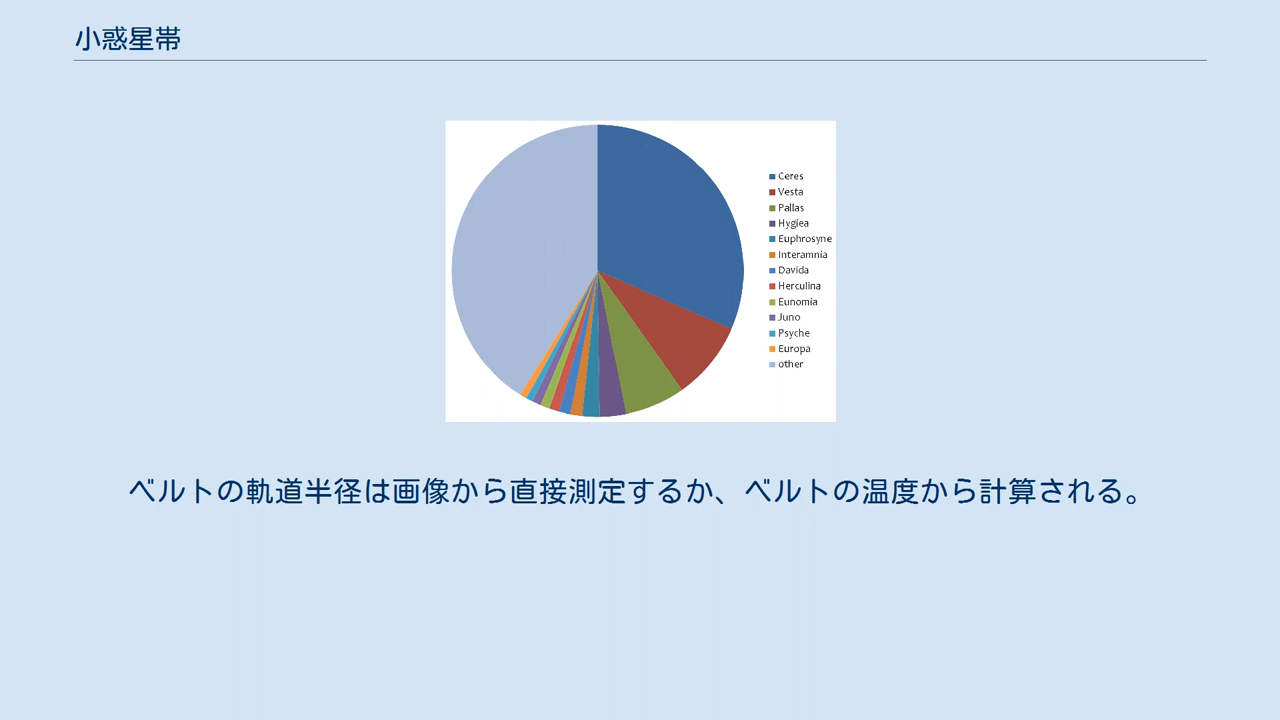 小惑星帯
Ceres
Vesta
Pallas
Hygiea
Euphrosyne
Interamnia
Davida
Herculina
Eunomia
Juno
Psyche
Europa
other
ベルトの軌道半径は画像から直接測定するか、ベルトの温度から計算される。